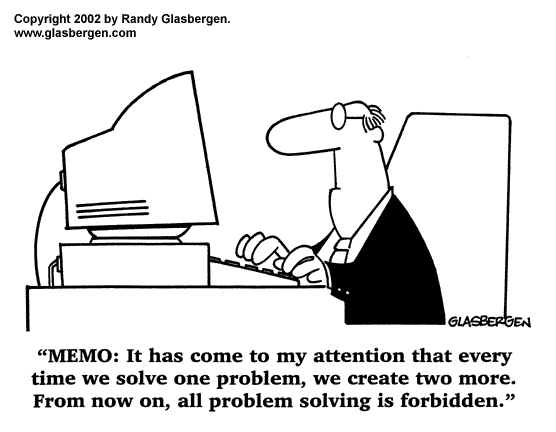 Copyright 2002 by Randy Glasbergen.
www.glasbergen.com
GLASBERGEN
“MEMO: It has come to my attention that every
time we solve one problem, we create two more.
From now on, all problem solving is forbidden.”